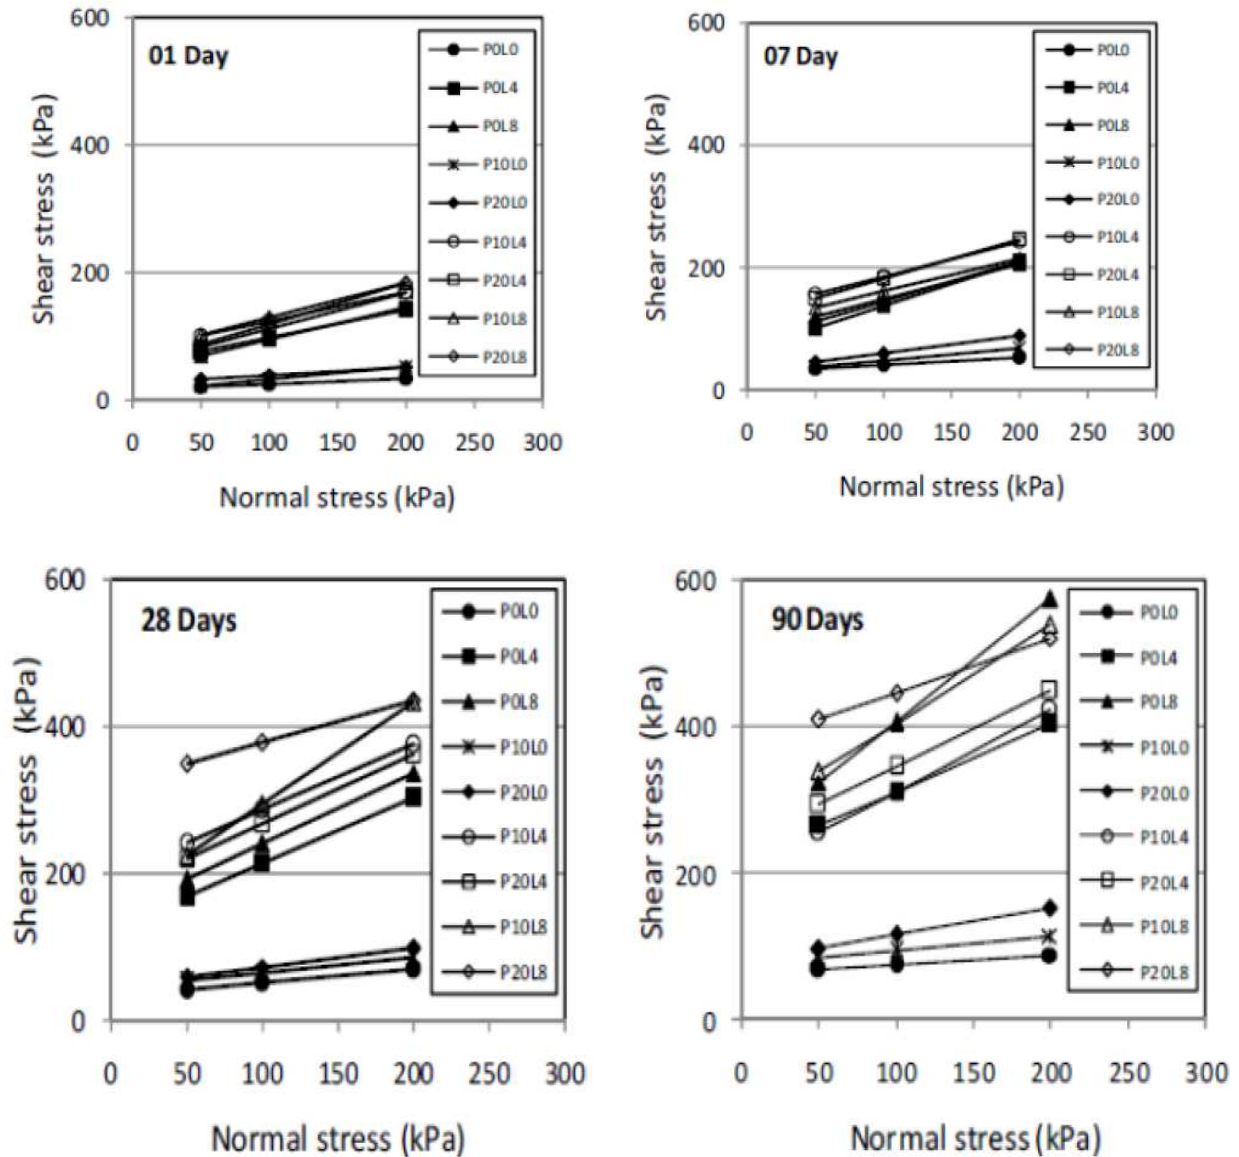 600
400
200
0
Shear stress (kPa)
01 Day
P0L0
P0L4
P0L8
P10L0
P20L0
P10L4
P20L4
P10L8
P20L8
0 50 100 150 200 250 300
Normal stress (kPa)
600
400
200
0
Shear stress (kPa)
07 Day
P0L0
P0L4
P0L8
P10L0
P20L0
P10L4
P20L4
P10L8
P20L8
0 50 100 150 200 250 300
Normal stress (kPa)
600
400
200
0
Shear stress (kPa)
28 Days
P0L0
P0L4
P0L8
P10L0
P20L0
P10L4
P20L4
P10L8
P20L8
0 50 100 150 200 250 300
Normal stress (kPa)
600
400
200
0
Shear stress (kPa)
90 Days
P0L0
P0L4
P0L8
P10L0
P20L0
P10L4
P20L4
P10L8
P20L8
0 50 100 150 200 250 300
Normal stress (kPa)